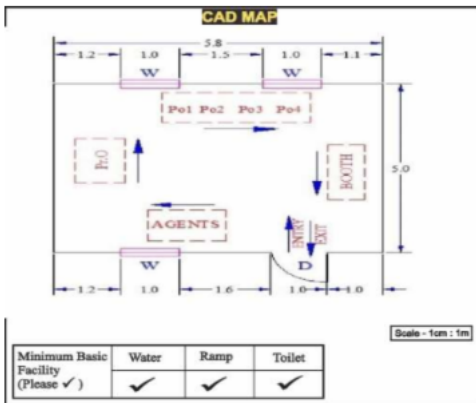 CAD MAP
5.8
1.2 1.0 1.5 1.0 1.1
W W
Po1 Po2 Po3 Po4
Pr.O
BOOTH
5.0
AGENTS
ENTRY
EXIT
W D
1.2 1.0 1.6 1.0 1.0
Scale - 1cm : 1m
Minimum Basic Water Ramp Toilet
Facility
(Please ✓) ✓ ✓ ✓